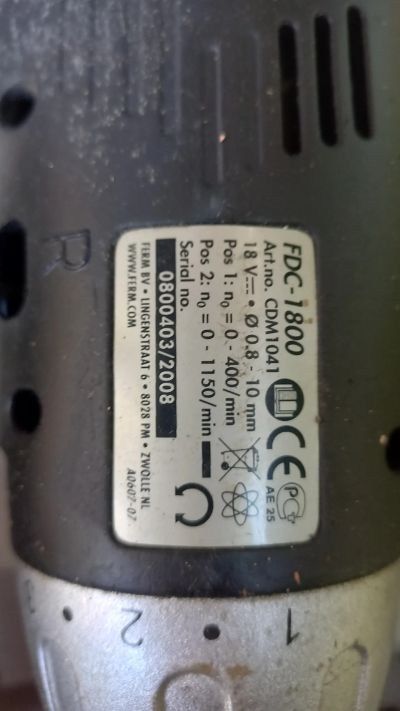 FDC-1800
Art.no. CDM1041
18 V⎓ • Ø 0.8 - 10 mm
Pos 1: n₀ = 0 - 400/min
Pos 2: n₀ = 0 - 1150/min
Serial no.
0800403/2008
FERM BV • LINGENSTRAAT 6 • 8028 PM • ZWOLLE NL
WWW.FERM.COM
A0607-07
CE
PC
AE 25
R
1 • 2 •